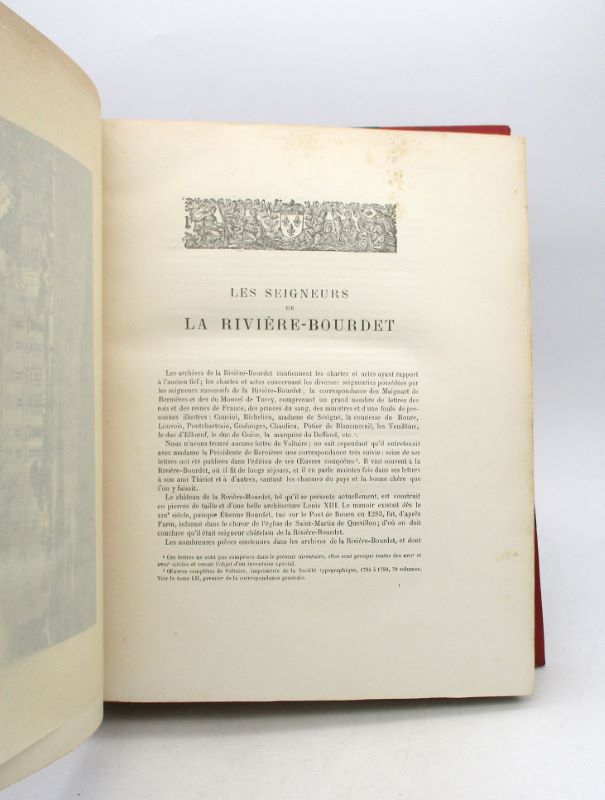 LES SEIGNEURS
DE
LA RIVIÈRE-BOURDET
Les archives de la Rivière-Bourdet contiennent les chartes et actes ayant rapport
à l'ancien fief ; les chartes et actes concernant les diverses seigneuries possédées par
les seigneurs successifs de la Rivière-Bourdet ; la correspondance des Maignart de
Bernières et des du Moucel de Torcy, comprenant un grand nombre de lettres des
rois et des reines de France, des princes du sang, des ministres et d'une foule de per-
sonnes illustres : Conrart, Richelieu, madame de Sévigné, la comtesse du Roure,
Louvois, Pontchartrain, Coulanges, Chaulieu, Potier de Blancmesnil, les Vendôme,
le duc d'Elbœuf, le duc de Guise, la marquise du Deffand, etc.¹.
Nous n'avons trouvé aucune lettre de Voltaire ; on sait cependant qu'il entretenait
avec madame la Présidente de Bernières une correspondance très suivie : seize de ses
lettres ont été publiées dans l'édition de ses Œuvres complètes². Il vint souvent à la
Rivière-Bourdet, où il fit de longs séjours, et il en parle maintes fois dans ses lettres
à son ami Thiriot et à d'autres, vantant les charmes du pays et la bonne chère que
l'on y faisait.
Le château de la Rivière-Bourdet, tel qu'il se présente actuellement, est construit
en pierres de taille et d'une belle architecture Louis XIII. Le manoir existait dès le
XIIIᵉ siècle, puisque Etienne Bourdet, tué sur le Pont de Rouen en 1283, fut, d'après
Farin, inhumé dans le chœur de l'église de Saint-Martin de Quevillon ; d'où on doit
conclure qu'il était seigneur châtelain de la Rivière-Bourdet.
Les nombreuses pièces contenues dans les archives de la Rivière-Bourdet, et dont
¹ Ces lettres ne sont pas comprises dans le présent inventaire, elles sont presque toutes des XVIIᵉ et
XVIIIᵉ siècles et seront l'objet d'un inventaire spécial.
² Œuvres complètes de Voltaire, imprimerie de la Société typographique, 1784 à 1789, 70 volumes.
Voir le tome LII, premier de la correspondance générale.